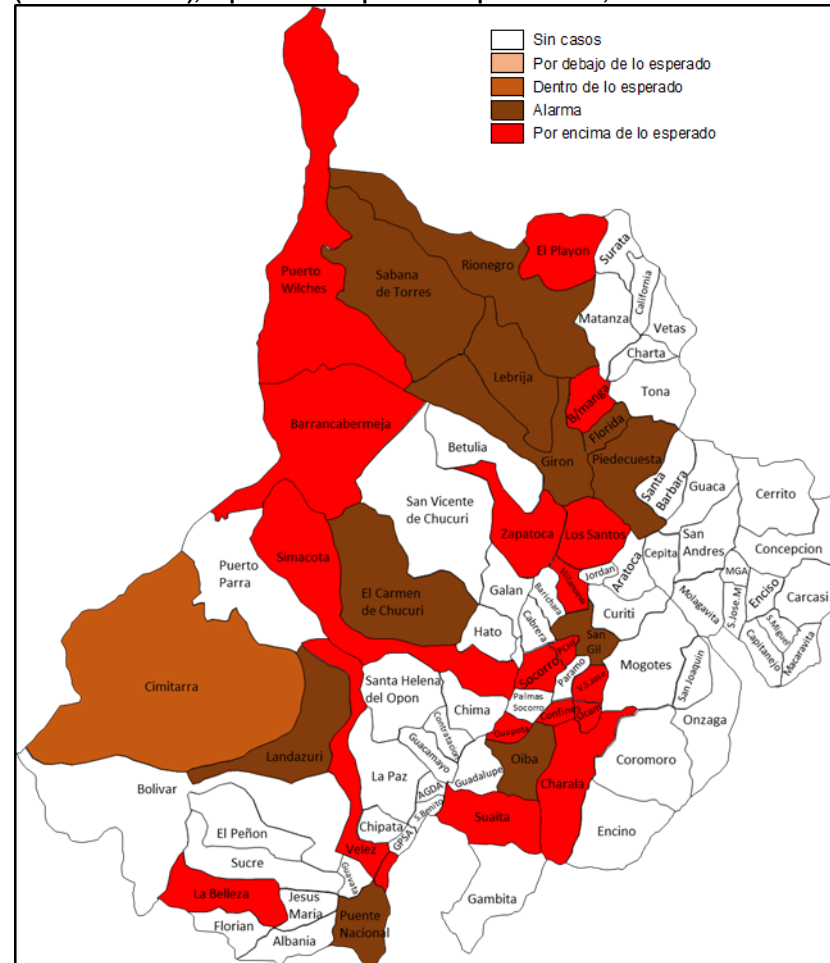 Sin casos
Por debajo de lo esperado
Dentro de lo esperado
Alarma
Por encima de lo esperado
El Playon
Surata
Rionegro
California
Puerto
Wilches
Sabana
de Torres
Matanza
Vetas
Charta
Lebrija
Tona
B/manga
Barrancabermeja
Florida
Betulia
Giron
Piedecuesta
Santa
Barbara
Guaca
Cerrito
San Vicente
de Chucuri
Zapatoca
Los Santos
San
Andres
Concepcion
Simacota
Puerto
Parra
Cepita
Aratoca
Jordan
MGA
Enciso
Carcasi
El Carmen
de Chucuri
Galan
Barichara
Villanueva
Molagavita
S.Jose.M
S.Miguel
Capitanejo
Macaravita
Curiti
Cabrera
Hato
San
Gil
PCHT
Mogotes
San Joaquin
Socorro
Paramo
V.S.Jose
Cimitarra
Santa Helena
del Opon
Chima
Palmas
Socorro
Confines
Ocam
Onzaga
Contratacion
Guapota
Landazuri
Guacamayo
Oiba
Coromoro
La Paz
Guadalupe
Charala
Bolivar
AGDA
S.Benito
Suaita
El Peñon
Chipata
GPSA
Encino
Velez
Sucre
Guavata
La Belleza
Jesus
Maria
Gambita
Puente
Nacional
Florian
Albania